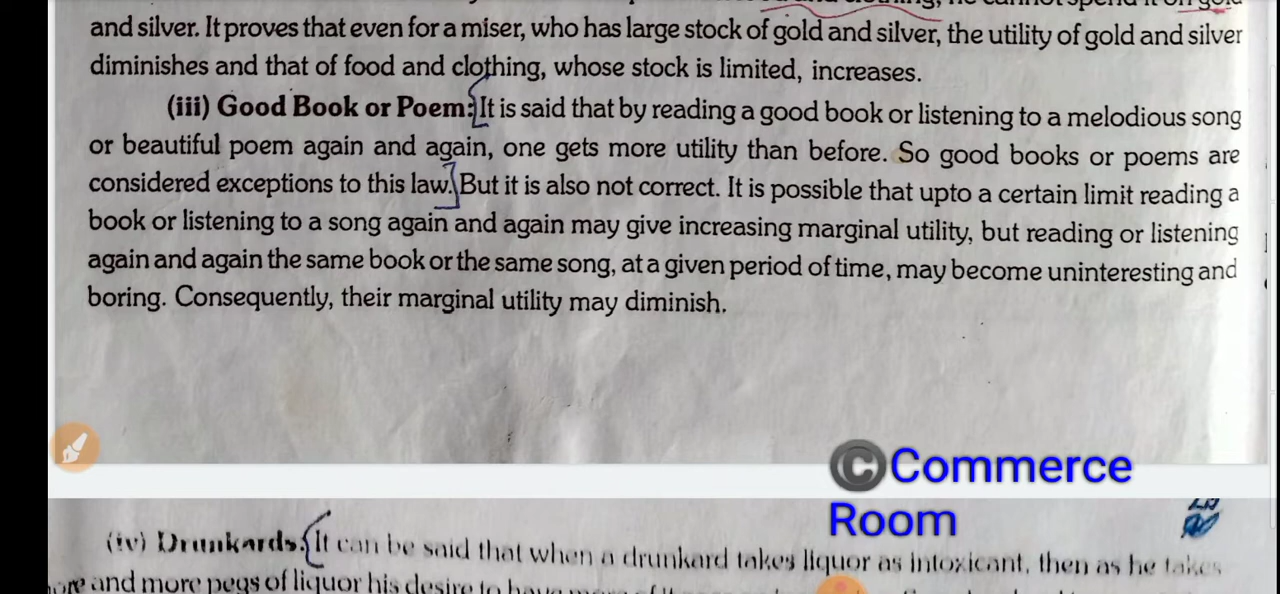 and silver. It proves that even for a miser, who has large stock of gold and silver, the utility of gold and silver
diminishes and that of food and clothing, whose stock is limited, increases.
(iii) Good Book or Poem: It is said that by reading a good book or listening to a melodious song
or beautiful poem again and again, one gets more utility than before. So good books or poems are
considered exceptions to this law. But it is also not correct. It is possible that upto a certain limit reading a
book or listening to a song again and again may give increasing marginal utility, but reading or listening
again and again the same book or the same song, at a given period of time, may become uninteresting and
boring. Consequently, their marginal utility may diminish.
©Commerce
Room
(iv) Drunkards: It can be said that when a drunkard takes liquor as intoxicant, then as he takes
more and more pegs of liquor his desire to have more of